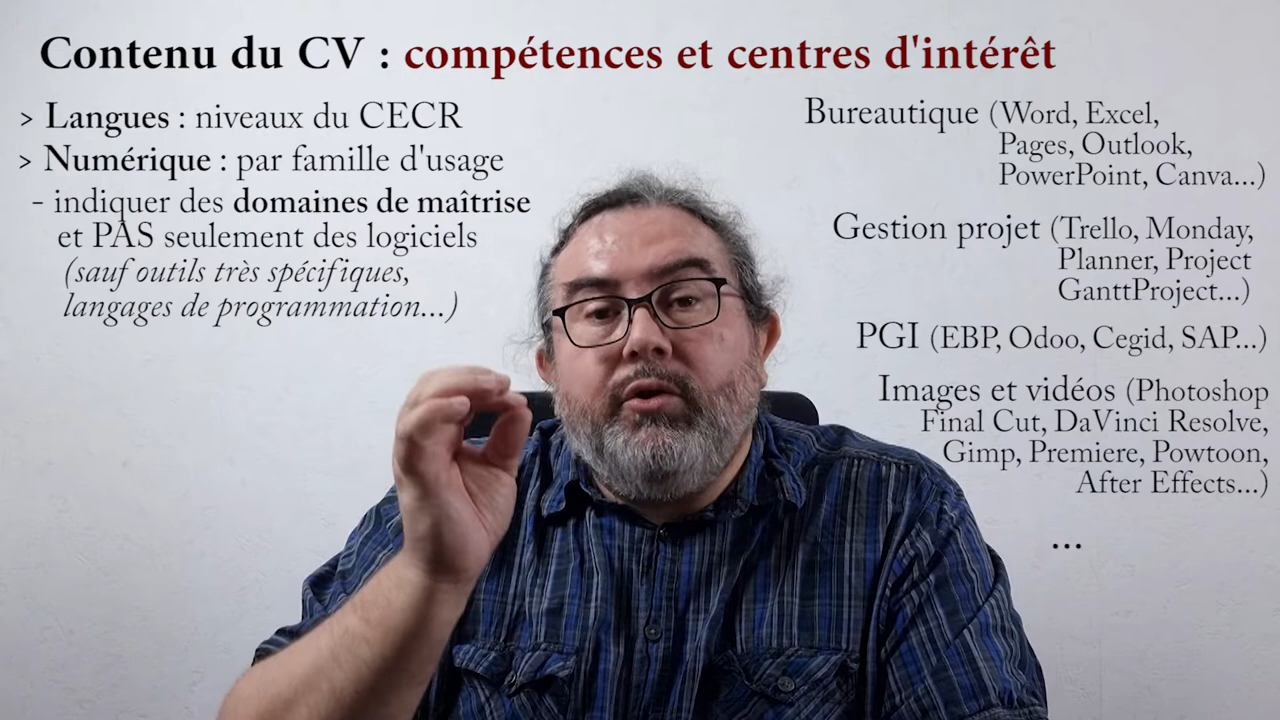 Contenu du CV : compétences et centres d'intérêt
> Langues : niveaux du CECR
> Numérique : par famille d'usage
- indiquer des domaines de maîtrise
et PAS seulement des logiciels
(sauf outils très spécifiques,
langages de programmation...)
Bureautique (Word, Excel,
Pages, Outlook,
PowerPoint, Canva...)
Gestion projet (Trello, Monday,
Planner, Project
GanttProject...)
PGI (EBP, Odoo, Cegid, SAP...)
Images et vidéos (Photoshop
Final Cut, DaVinci Resolve,
Gimp, Premiere, Powtoon,
After Effects...)
...